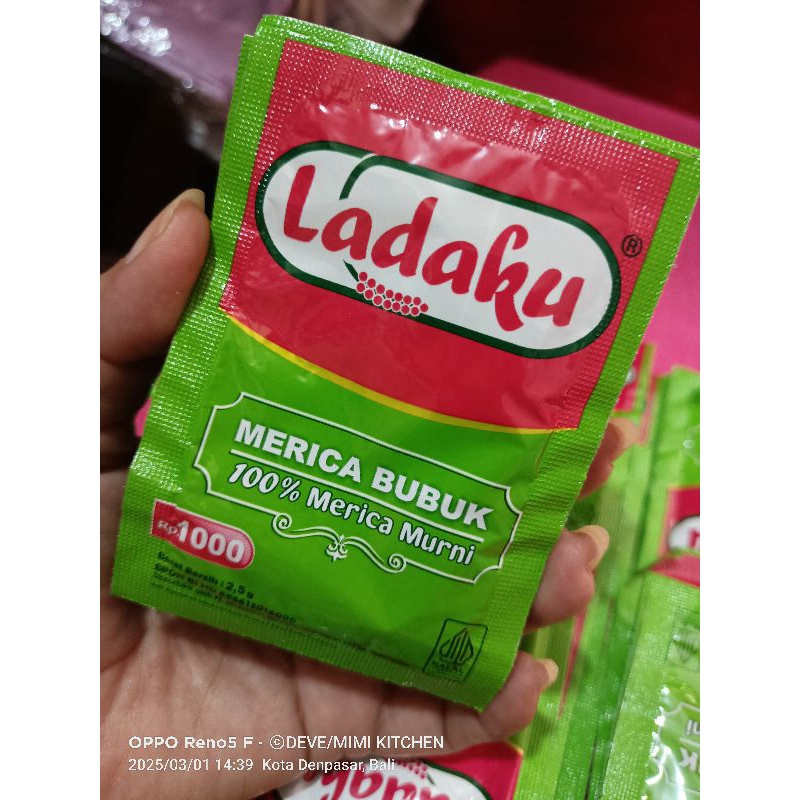 Ladaku®
MERICA BUBUK
100% Merica Murni
Rp1000
Berat Bersih : 2,5 g
HALAL
OPPO Reno5 F - ©DEVE/MIMI KITCHEN
2025/03/01 14:39 Kota Denpasar, Bali